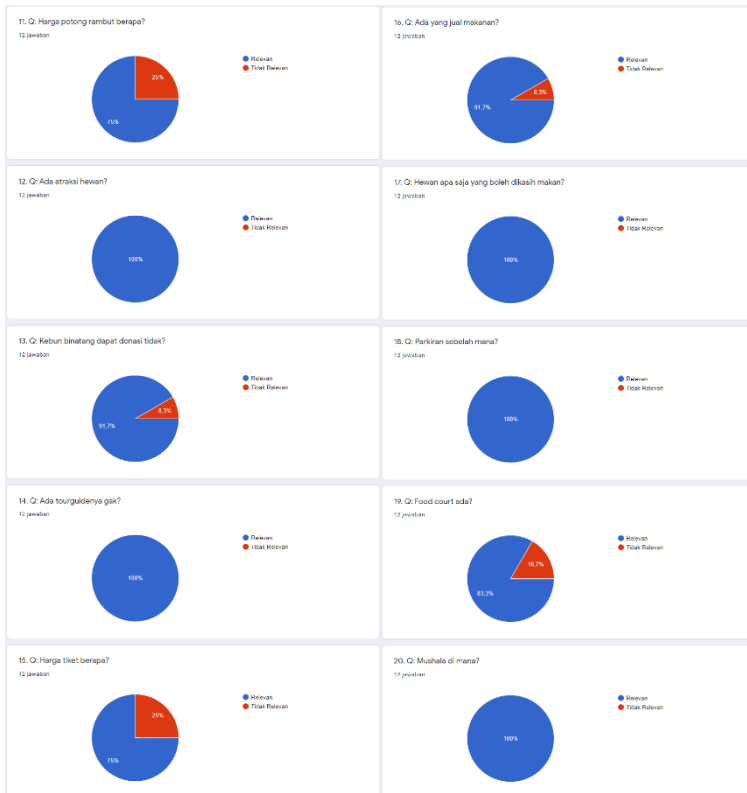 11. Q: Harga potong rambut berapa?
12 jawaban
Relevan
Tidak Relevan
25%
75%
12. Q: Ada atraksi hewan?
12 jawaban
Relevan
Tidak Relevan
100%
13. Q: Kebun binatang dapat donasi tidak?
12 jawaban
Relevan
Tidak Relevan
8,3%
91,7%
14. Q: Ada tourguidenya gak?
12 jawaban
Relevan
Tidak Relevan
100%
15. Q: Harga tiket berapa?
12 jawaban
Relevan
Tidak Relevan
25%
75%
16. Q: Ada yang jual makanan?
12 jawaban
Relevan
Tidak Relevan
8,3%
91,7%
17. Q: Hewan apa saja yang boleh dikasih makan?
12 jawaban
Relevan
Tidak Relevan
100%
18. Q: Parkiran sebelah mana?
12 jawaban
Relevan
Tidak Relevan
100%
19. Q: Food court ada?
12 jawaban
Relevan
Tidak Relevan
16,7%
83,3%
20. Q: Mushala di mana?
12 jawaban
Relevan
Tidak Relevan
100%